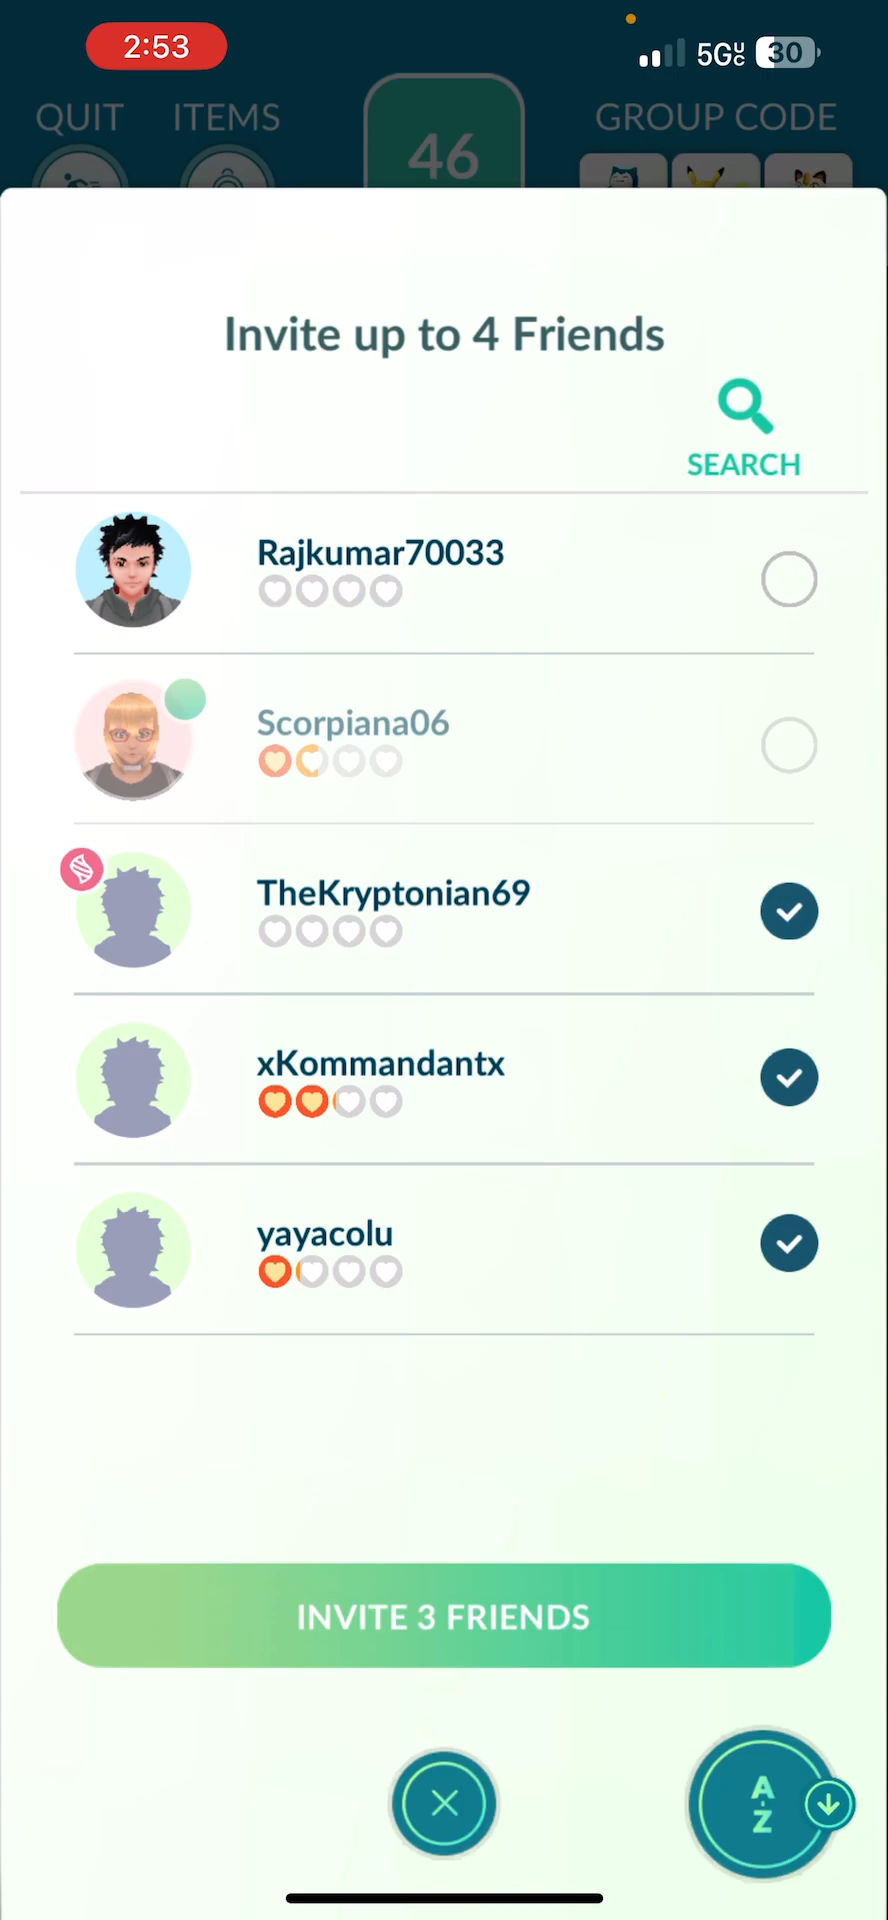 2:53
5G UC
30
QUIT
ITEMS
46
GROUP CODE
Invite up to 4 Friends
SEARCH
Rajkumar70033
Scorpiana06
TheKryptonian69
xKommandantx
yayacolu
INVITE 3 FRIENDS
A-Z